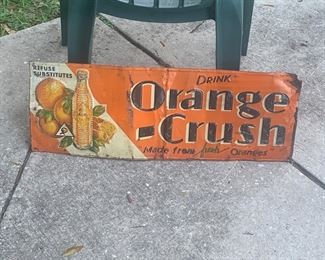 REFUSE
SUBSTITUTES
DRINK
Orange
-Crush
Made from fresh Oranges